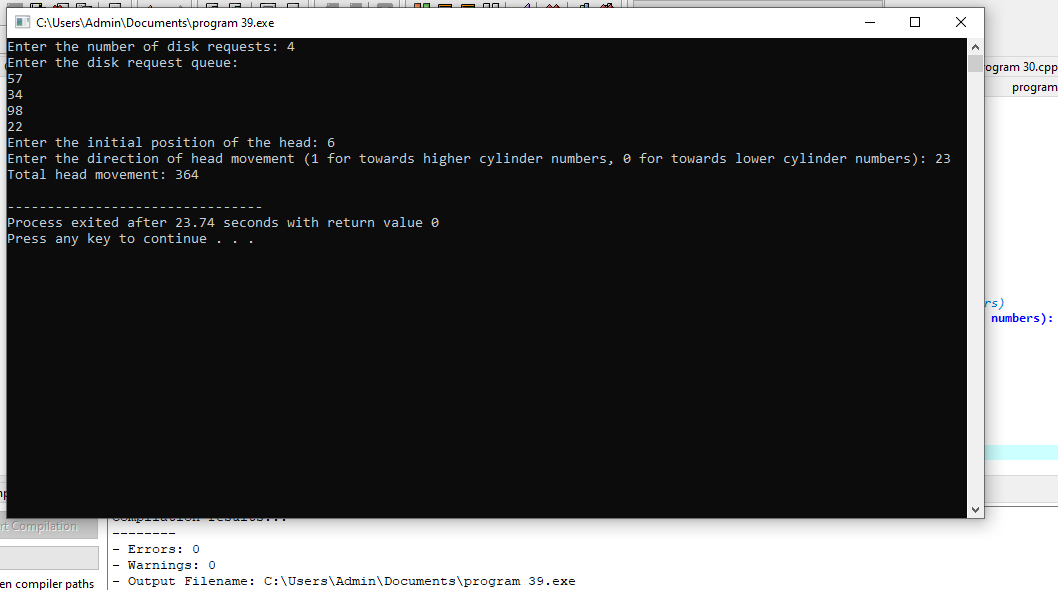 C:\Users\Admin\Documents\program 39.exe
Enter the number of disk requests: 4
Enter the disk request queue:
57
34
98
22
Enter the initial position of the head: 6
Enter the direction of head movement (1 for towards higher cylinder numbers, 0 for towards lower cylinder numbers): 23
Total head movement: 364
--------------------------------
Process exited after 23.74 seconds with return value 0
Press any key to continue . . .
ogram 30.cpp
program
rs)
numbers):
rt Compilation
en compiler paths
Compilation results...
--------
- Errors: 0
- Warnings: 0
- Output Filename: C:\Users\Admin\Documents\program 39.exe